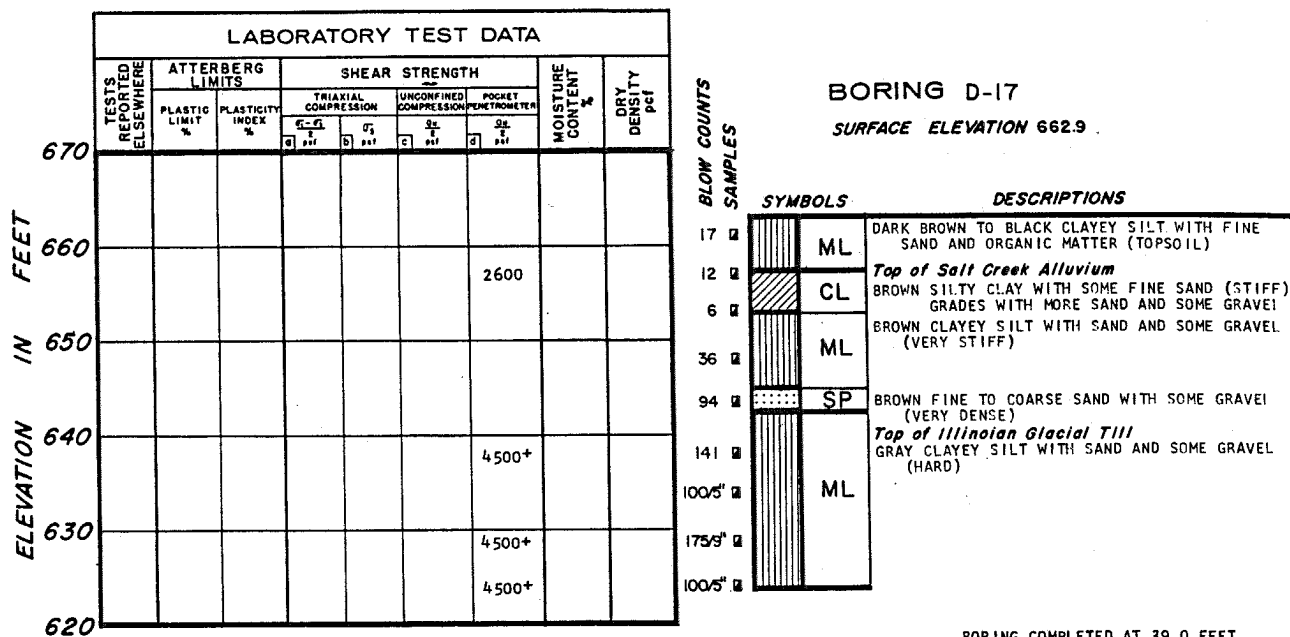 LABORATORY TEST DATA
TESTS REPORTED ELSEWHERE
ATTERBERG LIMITS
PLASTIC LIMIT %
PLASTICITY INDEX %
SHEAR STRENGTH
TRIAXIAL COMPRESSION
UNCONFINED COMPRESSION
POCKET PENETROMETER
a
psf
b
psf
c
psf
d
psf
MOISTURE CONTENT %
DRY DENSITY pcf
ELEVATION IN FEET
670
660
650
640
630
620
2600
4500+
4500+
4500+
BORING D-17
SURFACE ELEVATION 662.9
BLOW COUNTS
SAMPLES
SYMBOLS
DESCRIPTIONS
17
12
6
36
94
141
100/5"
175/9"
100/5"
ML
CL
ML
SP
ML
DARK BROWN TO BLACK CLAYEY SILT WITH FINE
SAND AND ORGANIC MATTER (TOPSOIL)
Top of Salt Creek Alluvium
BROWN SILTY CLAY WITH SOME FINE SAND (STIFF)
GRADES WITH MORE SAND AND SOME GRAVEL
BROWN CLAYEY SILT WITH SAND AND SOME GRAVEL
(VERY STIFF)
BROWN FINE TO COARSE SAND WITH SOME GRAVEL
(VERY DENSE)
Top of Illinoian Glacial Till
GRAY CLAYEY SILT WITH SAND AND SOME GRAVEL
(HARD)
BORING COMPLETED AT 39.0 FEET